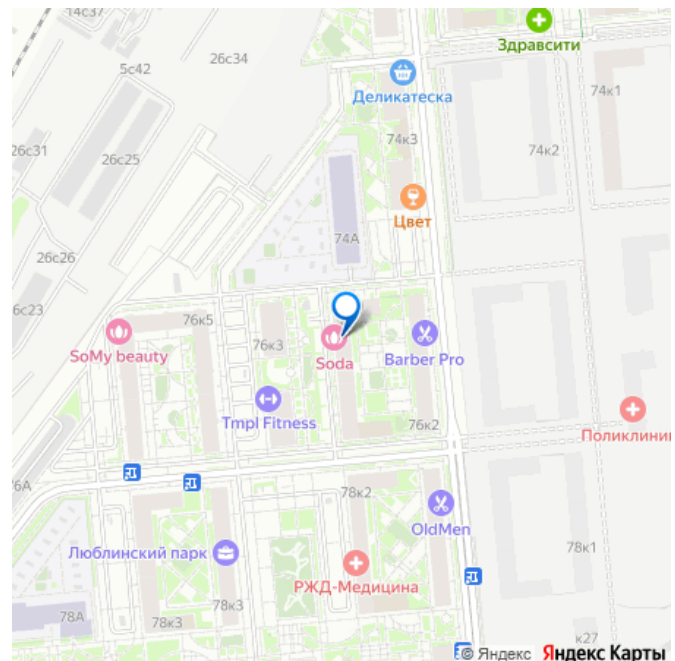 14с37
Здравсити
26с34
5с42
Деликатеска
74к1
74к3
74к2
26с31
26с25
Цвет
74А
26с26
26с23
76к5
76к3
SoMy beauty
Soda
Barber Pro
Tmpl Fitness
76к2
Поликлиник
76А
78к2
OldMen
78к1
Люблинский парк
РЖД-Медицина
78А
78к3
78к3
к27
© Яндекс Яндекс Карты